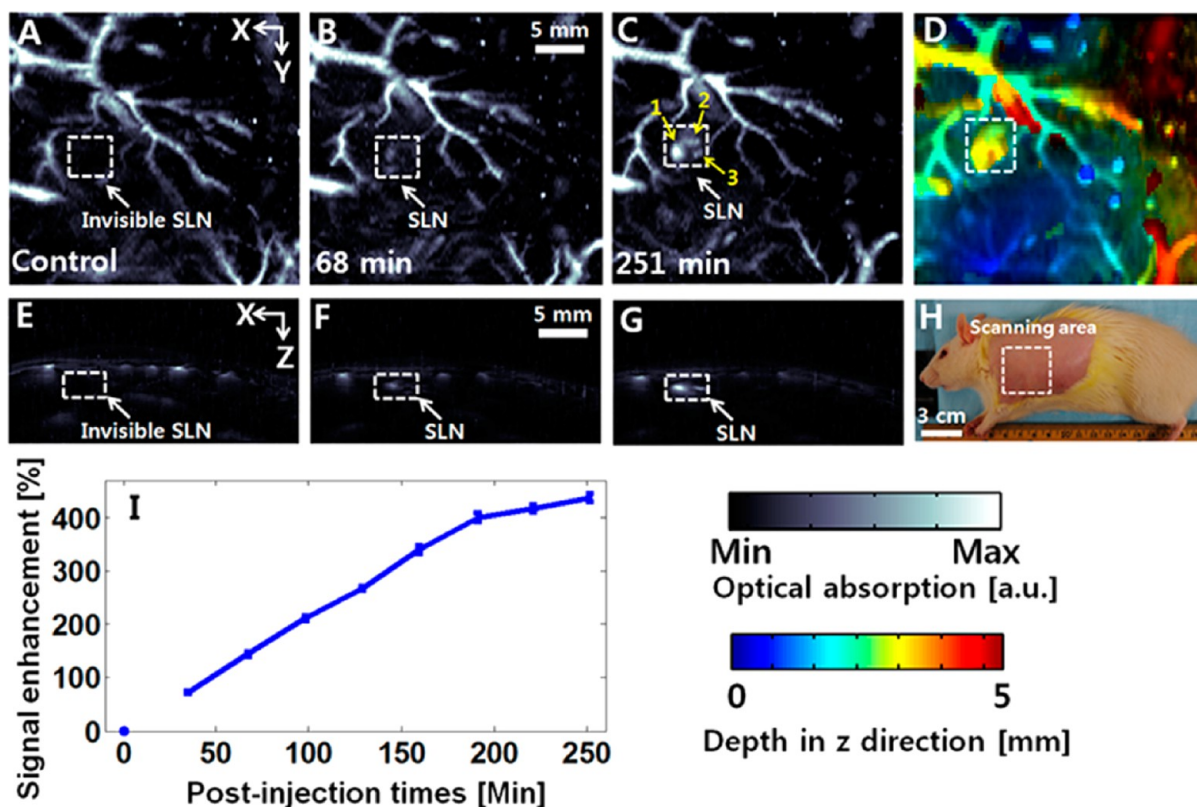 A
X
Y
Invisible SLN
Control
B
5 mm
SLN
68 min
C
1
2
3
SLN
251 min
D
E
X
Z
Invisible SLN
F
5 mm
SLN
G
SLN
H
Scanning area
3 cm
I
Signal enhancement [%]
400
300
200
100
0
0 50 100 150 200 250
Post-injection times [Min]
Min Max
Optical absorption [a.u.]
0 5
Depth in z direction [mm]